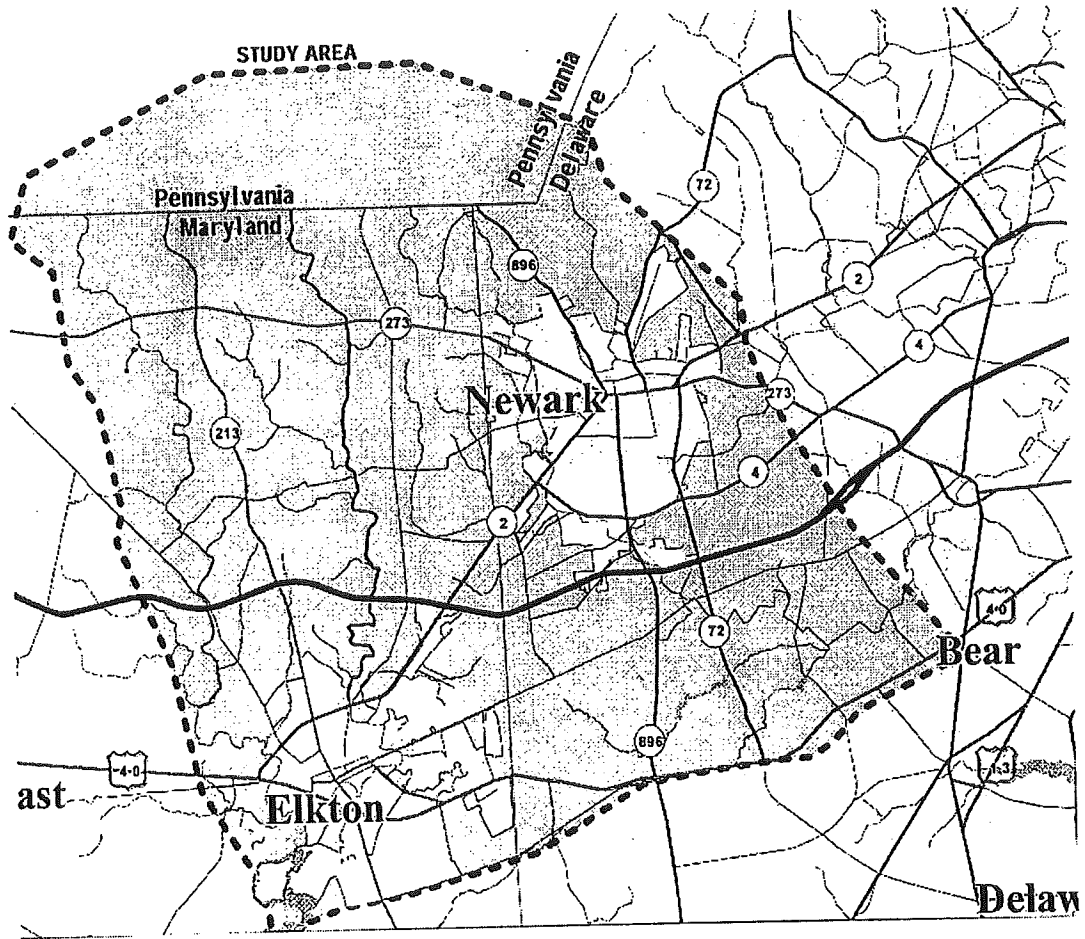 STUDY AREA
Pennsylvania
Delaware
72
Pennsylvania
Maryland
896
2
273
4
Newark
273
213
4
2
40
72
Bear
896
40
13
ast
Elkton
Delaw